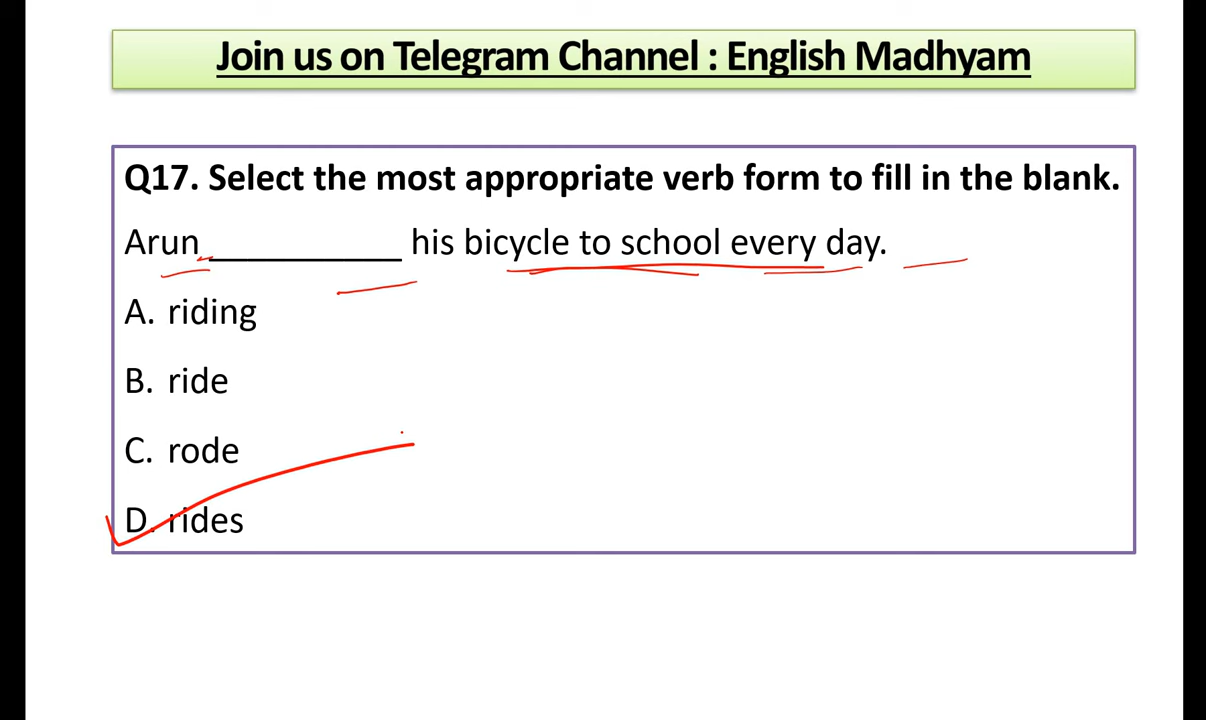 Join us on Telegram Channel : English Madhyam
Q17. Select the most appropriate verb form to fill in the blank.
Arun __________ his bicycle to school every day.
A. riding
B. ride
C. rode
D. rides